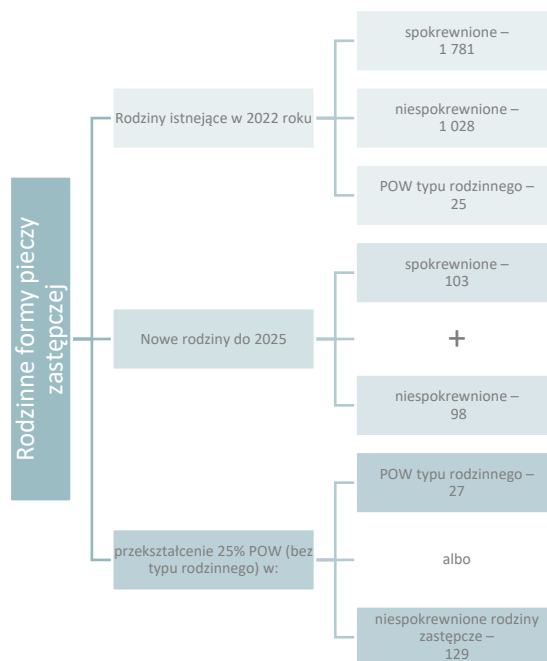 Rodzinne formy pieczy
zastępczej
Rodziny istnejące w 2022 roku
spokrewnione –
1 781
niespokrewnione –
1 028
POW typu rodzinnego –
25
Nowe rodziny do 2025
spokrewnione –
103
+
niespokrewnione –
98
przekształcenie 25% POW (bez
typu rodzinnego) w:
POW typu rodzinnego –
27
albo
niespokrewnione rodziny
zastępcze –
129